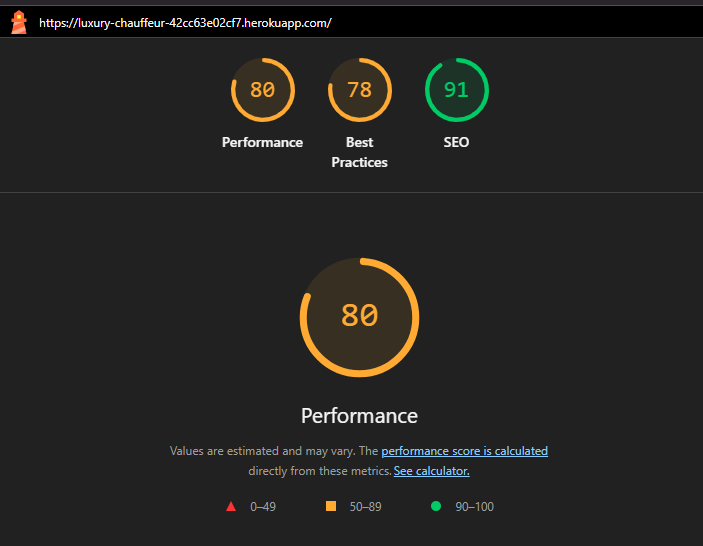 https://luxury-chauffeur-42cc63e02cf7.herokuapp.com/
80 78 91
Performance Best Practices SEO
80
Performance
Values are estimated and may vary. The performance score is calculated
directly from these metrics. See calculator.
0–49 50–89 90–100